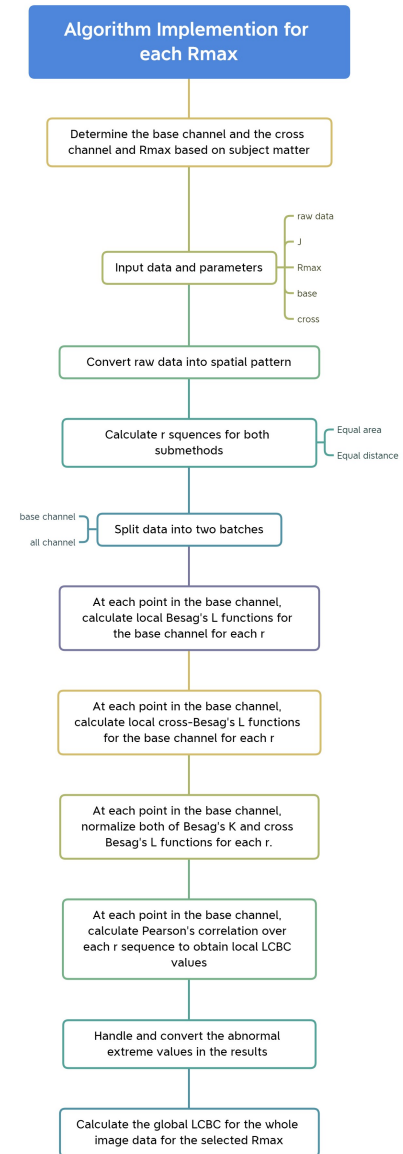 Algorithm Implemention for
each Rmax
Determine the base channel and the cross
channel and Rmax based on subject matter
raw data
J
Input data and parameters
Rmax
base
cross
Convert raw data into spatial pattern
Calculate r squences for both
submethods
Equal area
Equal distance
base channel
all channel
Split data into two batches
At each point in the base channel,
calculate local Besag's L functions for
the base channel for each r
At each point in the base channel,
calculate local cross-Besag's L functions
for the base channel for each r
At each point in the base channel,
normalize both of Besag's K and cross
Besag's L functions for each r.
At each point in the base channel,
calculate Pearson's correlation over
each r sequence to obtain local LCBC
values
Handle and convert the abnormal
extreme values in the results
Calculate the global LCBC for the whole
image data for the selected Rmax